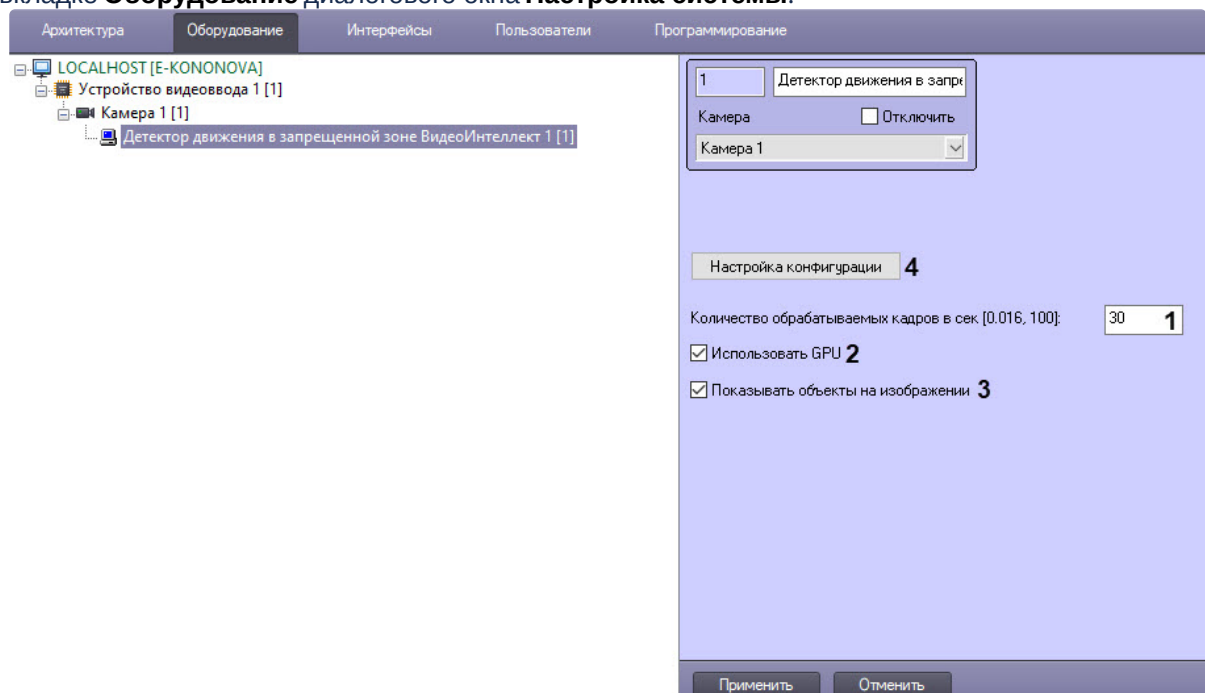 вкладке Оборудование диалогового окна Настройка системы.
Архитектура Оборудование Интерфейсы Пользователи Программирование
LOCALHOST [E-KONONOVA]
Устройство видеоввода 1 [1]
Камера 1 [1]
Детектор движения в запрещенной зоне ВидеоИнтеллект 1 [1]
1 Детектор движения в запре
Камера Отключить
Камера 1
Настройка конфигурации 4
Количество обрабатываемых кадров в сек [0.016, 100]: 30 1
Использовать GPU 2
Показывать объекты на изображении 3
Применить Отменить